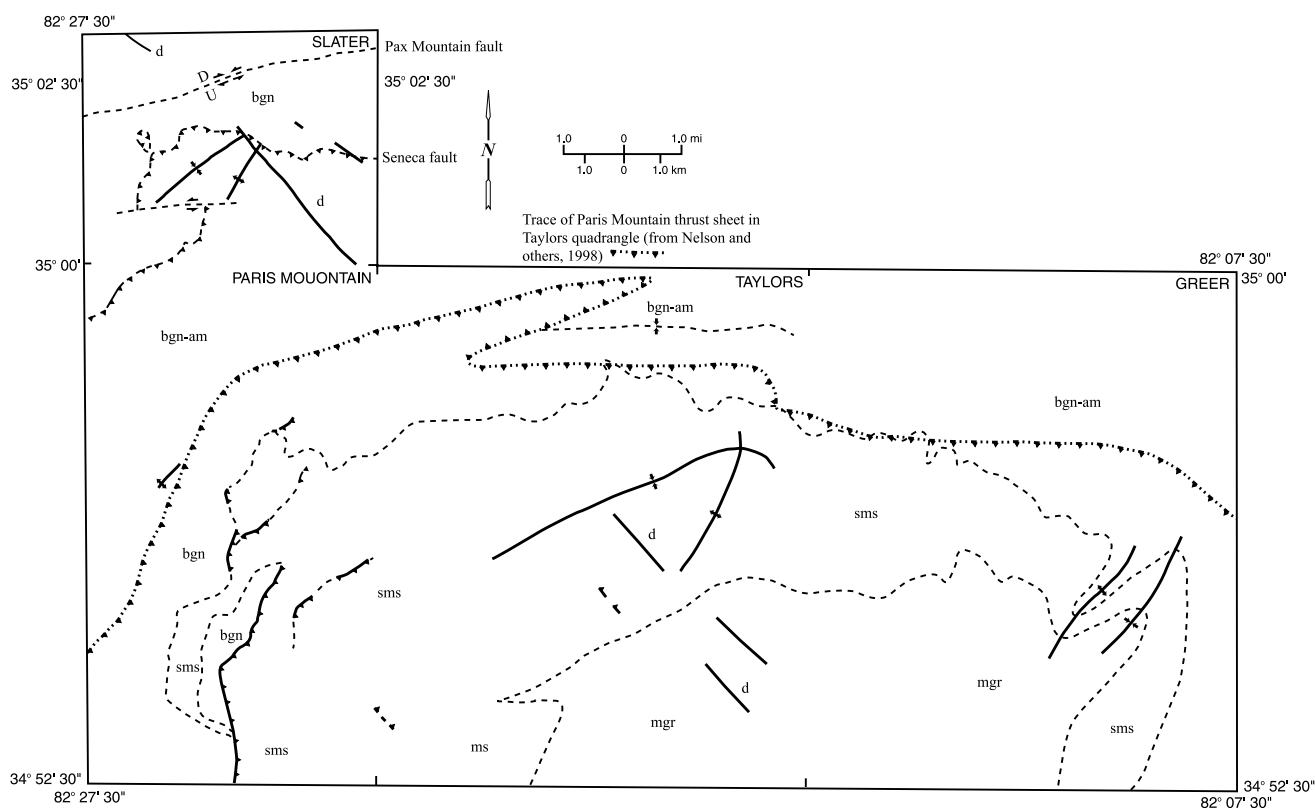 82° 27' 30"
SLATER
d
Pax Mountain fault
35° 02' 30"
D
U
35° 02' 30"
bgn
N
1.0 0 1.0 mi
1.0 0 1.0 km
Seneca fault
d
Trace of Paris Mountain thrust sheet in
Taylors quadrangle (from Nelson and
others, 1998)
35° 00'
82° 07' 30"
PARIS MOUONTAIN
TAYLORS
GREER
35° 00'
bgn-am
bgn-am
bgn-am
sms
d
bgn
sms
bgn
sms
mgr
d
mgr
sms
sms
ms
34° 52' 30"
34° 52' 30"
82° 27' 30"
82° 07' 30"